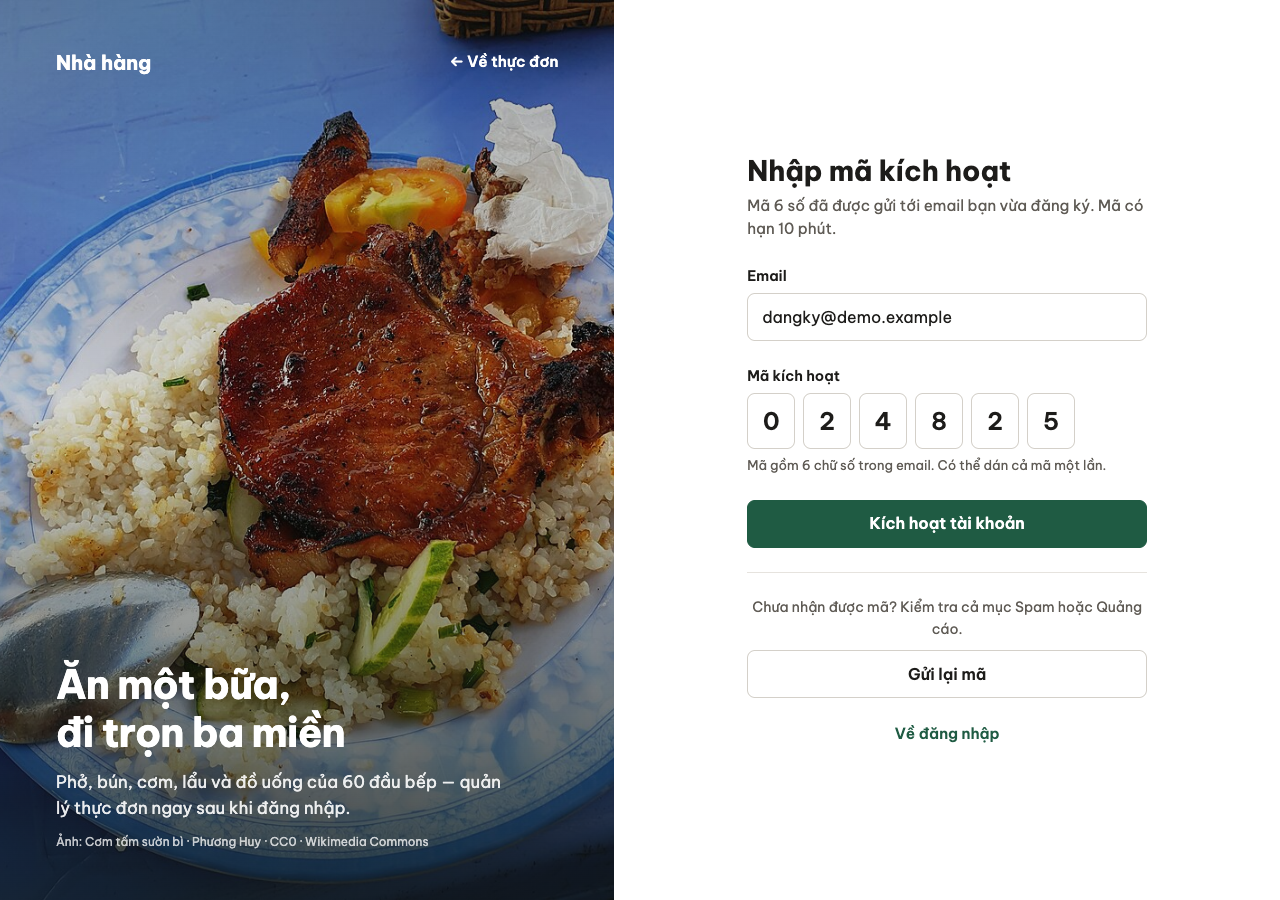 Nhà hàng
← Về thực đơn
Ăn một bữa,
đi trọn ba miền
Phở, bún, cơm, lẩu và đồ uống của 60 đầu bếp — quản
lý thực đơn ngay sau khi đăng nhập.
Ảnh: Cơm tấm sườn bì · Phương Huy · CC0 · Wikimedia Commons
Nhập mã kích hoạt
Mã 6 số đã được gửi tới email bạn vừa đăng ký. Mã có
hạn 10 phút.
Email
dangky@demo.example
Mã kích hoạt
0 2 4 8 2 5
Mã gồm 6 chữ số trong email. Có thể dán cả mã một lần.
Kích hoạt tài khoản
Chưa nhận được mã? Kiểm tra cả mục Spam hoặc Quảng
cáo.
Gửi lại mã
Về đăng nhập